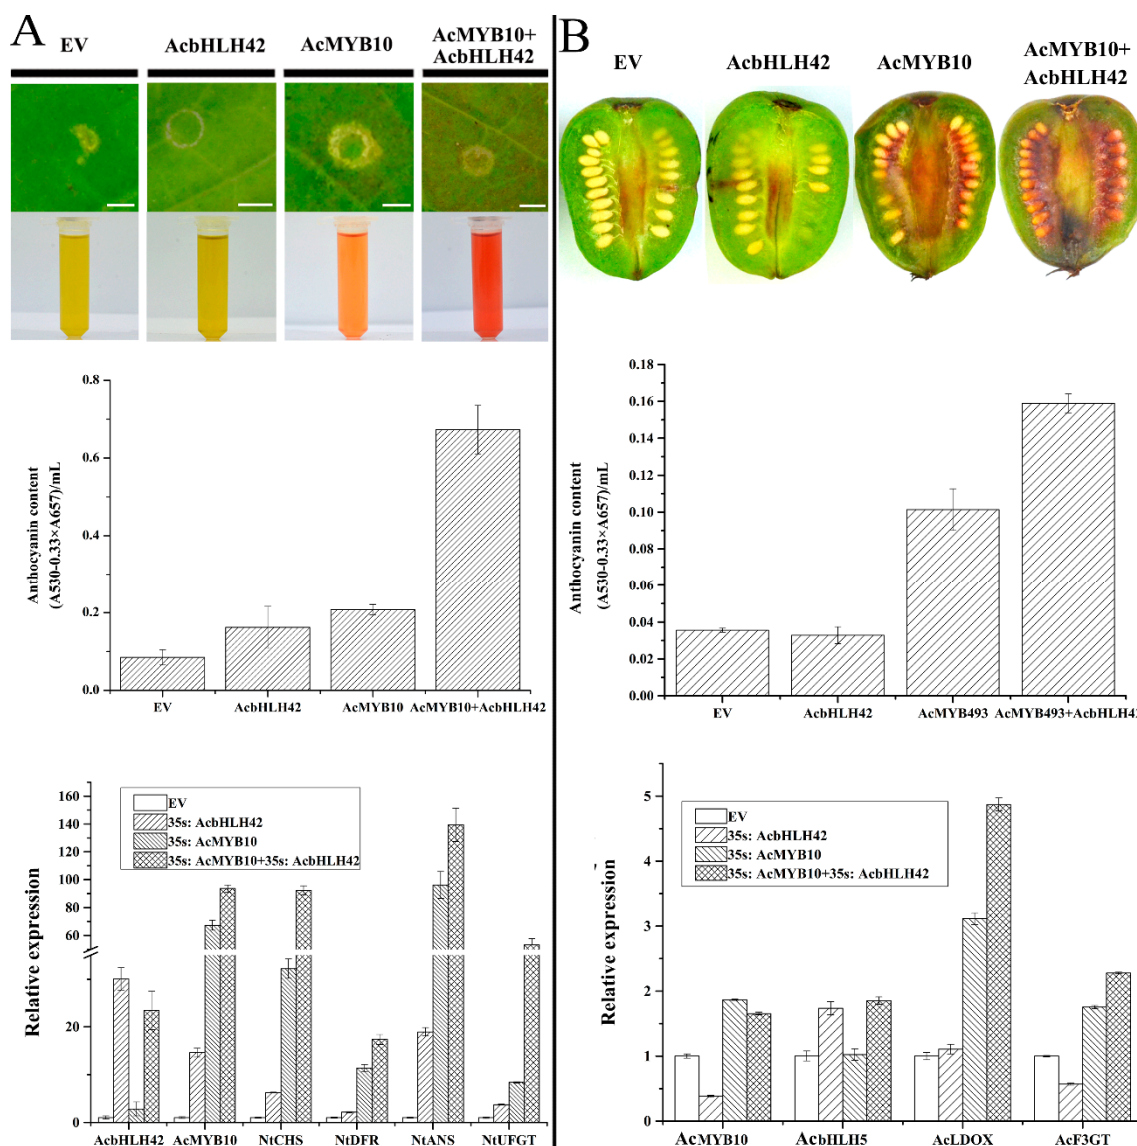 A
EV
AcbHLH42
AcMYB10
AcMYB10+
AcbHLH42
Anthocyanin content
(A530-0.33×A657)/mL
0.8
0.6
0.4
0.2
0.0
EV
AcbHLH42
AcMYB10
AcMYB10+AcbHLH42
Relative expression
160
140
120
100
80
60
20
0
EV
35s: AcbHLH42
35s: AcMYB10
35s: AcMYB10+35s: AcbHLH42
AcbHLH42
AcMYB10
NtCHS
NtDFR
NtANS
NtUFGT
B
EV
AcbHLH42
AcMYB10
AcMYB10+
AcbHLH42
Anthocyanin content
(A530-0.33×A657)/mL
0.18
0.16
0.14
0.12
0.10
0.08
0.06
0.04
0.02
0.00
EV
AcbHLH42
AcMYB493
AcMYB493+AcbHLH42
Relative expression
5
4
3
2
1
0
EV
35s: AcbHLH42
35s: AcMYB10
35s: AcMYB10+35s: AcbHLH42
AcMYB10
AcbHLH5
AcLDOX
AcF3GT